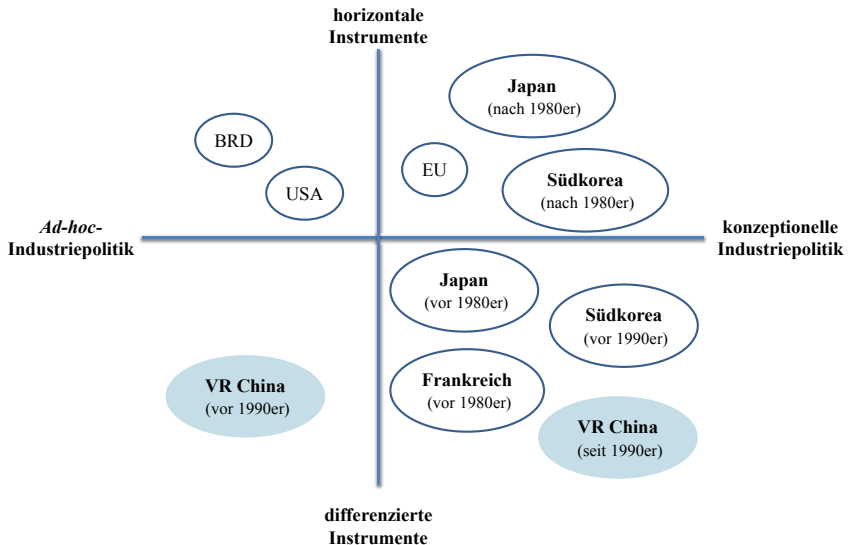 horizontale
Instrumente
Japan
(nach 1980er)
BRD
EU
USA
Südkorea
(nach 1980er)
Ad-hoc-
Industriepolitik
konzeptionelle
Industriepolitik
Japan
(vor 1980er)
Südkorea
(vor 1990er)
VR China
(vor 1990er)
Frankreich
(vor 1980er)
VR China
(seit 1990er)
differenzierte
Instrumente